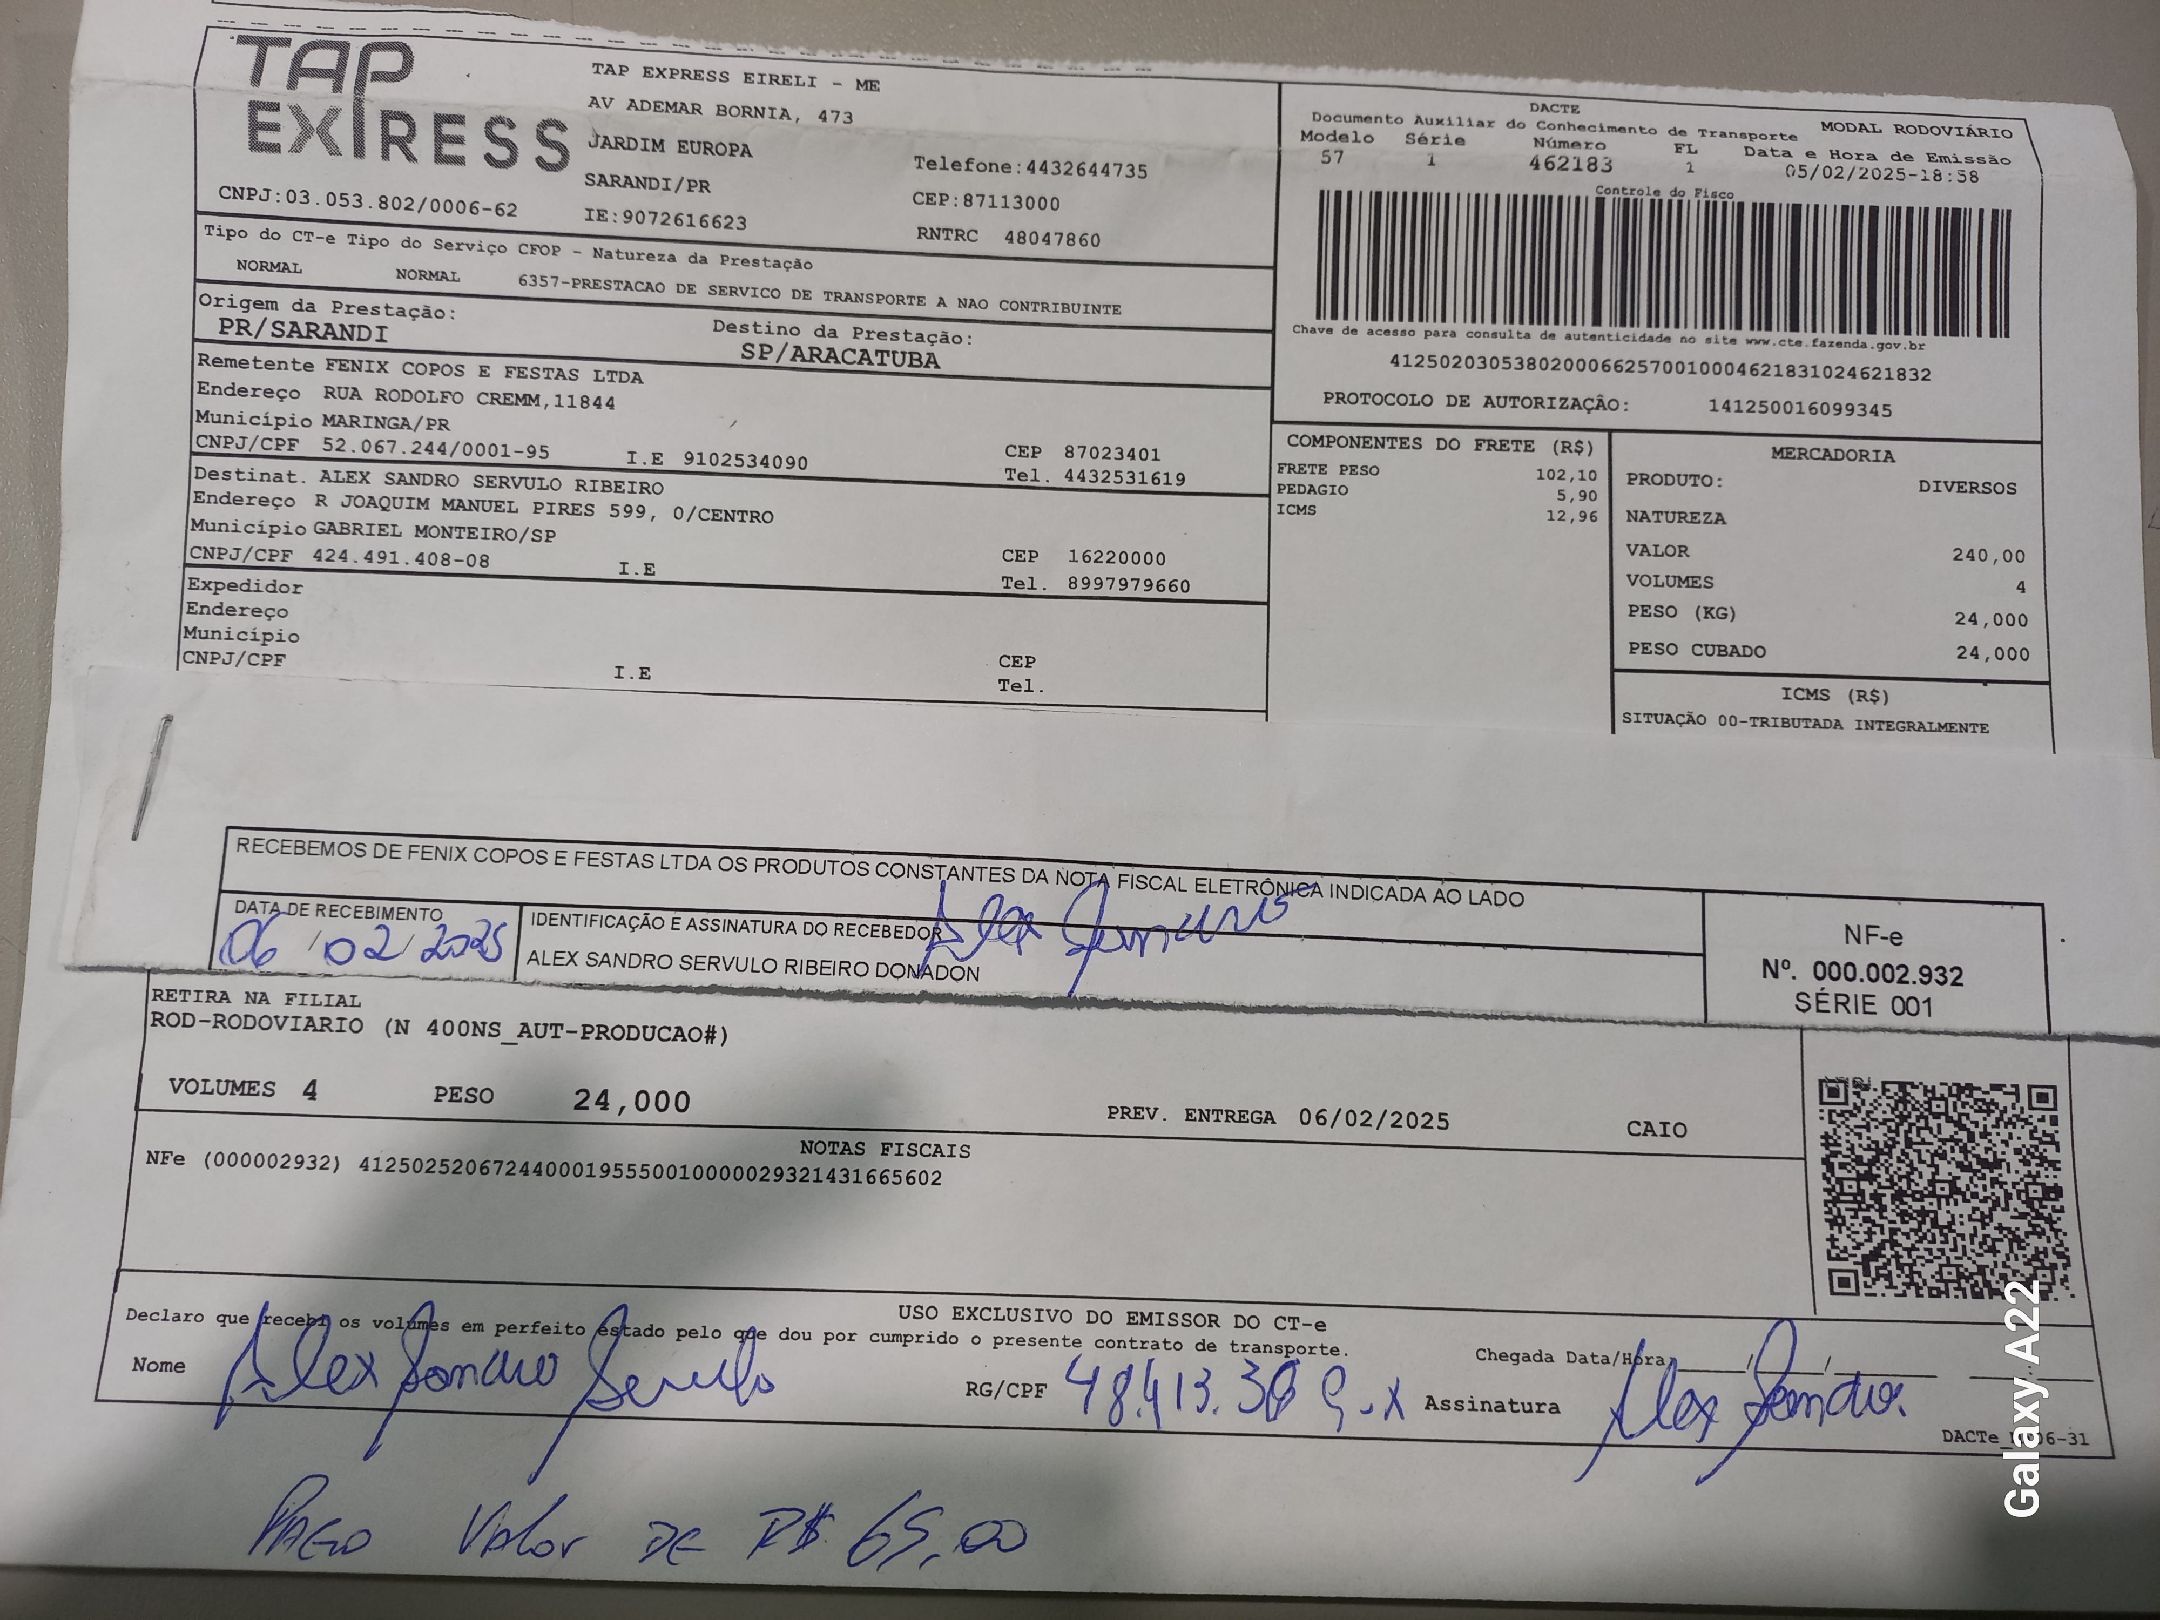 TAP EXPRESS
TAP EXPRESS EIRELI - ME
AV ADEMAR BORNIA, 473
JARDIM EUROPA
SARANDI/PR
IE:9072616623
Telefone:4432644735
CEP:87113000
RNTRC 48047860
CNPJ:03.053.802/0006-62
DACTE
Documento Auxiliar do Conhecimento de Transporte
MODAL RODOVIÁRIO
Modelo Série Número FL Data e Hora de Emissão
57 1 462183 1 05/02/2025-18:58
Controle do Fisco
Chave de acesso para consulta de autenticidade no site www.cte.fazenda.gov.br
41250203053802000662570010004621831024621832
PROTOCOLO DE AUTORIZAÇÂO: 141250016099345
Tipo do CT-e Tipo do Serviço CFOP - Natureza da Prestação
NORMAL NORMAL 6357-PRESTACAO DE SERVICO DE TRANSPORTE A NAO CONTRIBUINTE
Origem da Prestação: Destino da Prestação:
PR/SARANDI SP/ARACATUBA
Remetente FENIX COPOS E FESTAS LTDA
Endereço RUA RODOLFO CREMM,11844
Município MARINGA/PR CEP 87023401
CNPJ/CPF 52.067.244/0001-95 I.E 9102534090 Tel. 4432531619
Destinat. ALEX SANDRO SERVULO RIBEIRO
Endereço R JOAQUIM MANUEL PIRES 599, 0/CENTRO
Município GABRIEL MONTEIRO/SP CEP 16220000
CNPJ/CPF 424.491.408-08 I.E Tel. 8997979660
Expedidor
Endereço
Município CEP
CNPJ/CPF I.E Tel.
COMPONENTES DO FRETE (R$)
FRETE PESO 102,10
PEDAGIO 5,90
ICMS 12,96
MERCADORIA
PRODUTO: DIVERSOS
NATUREZA
VALOR 240,00
VOLUMES 4
PESO (KG) 24,000
PESO CUBADO 24,000
ICMS (R$)
SITUAÇÃO 00-TRIBUTADA INTEGRALMENTE
RECEBEMOS DE FENIX COPOS E FESTAS LTDA OS PRODUTOS CONSTANTES DA NOTA FISCAL ELETRÔNICA INDICADA AO LADO
DATA DE RECEBIMENTO
06/02/2025
IDENTIFICAÇÃO E ASSINATURA DO RECEBEDOR
ALEX SANDRO SERVULO RIBEIRO DONADON
NF-e
Nº. 000.002.932
SÉRIE 001
RETIRA NA FILIAL
ROD-RODOVIARIO (N 400NS_AUT-PRODUCAO#)
VOLUMES 4 PESO 24,000 PREV. ENTREGA 06/02/2025 CAIO
NOTAS FISCAIS
NFe (000002932) 41250252067244000195550010000029321431665602
USO EXCLUSIVO DO EMISSOR DO CT-e
Declaro que recebi os volumes em perfeito estado pelo que dou por cumprido o presente contrato de transporte.
Chegada Data/Hora
Nome Alex Sandro Servulo RG/CPF Assinatura Alex Sandro
PAGO VALOR DE R$ 65,00
Galaxy A22